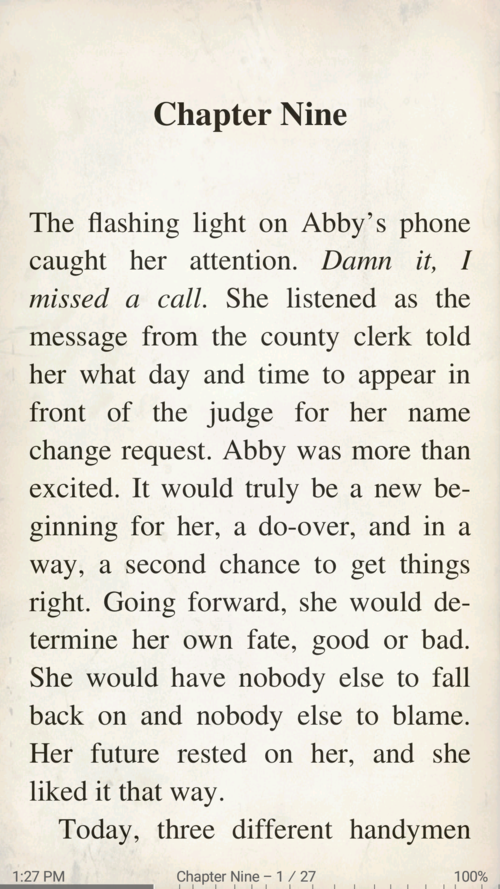 Chapter Nine
The flashing light on Abby’s phone
caught her attention. Damn it, I
missed a call. She listened as the
message from the county clerk told
her what day and time to appear in
front of the judge for her name
change request. Abby was more than
excited. It would truly be a new be-
ginning for her, a do-over, and in a
way, a second chance to get things
right. Going forward, she would de-
termine her own fate, good or bad.
She would have nobody else to fall
back on and nobody else to blame.
Her future rested on her, and she
liked it that way.
Today, three different handymen
1:27 PM Chapter Nine – 1 / 27 100%